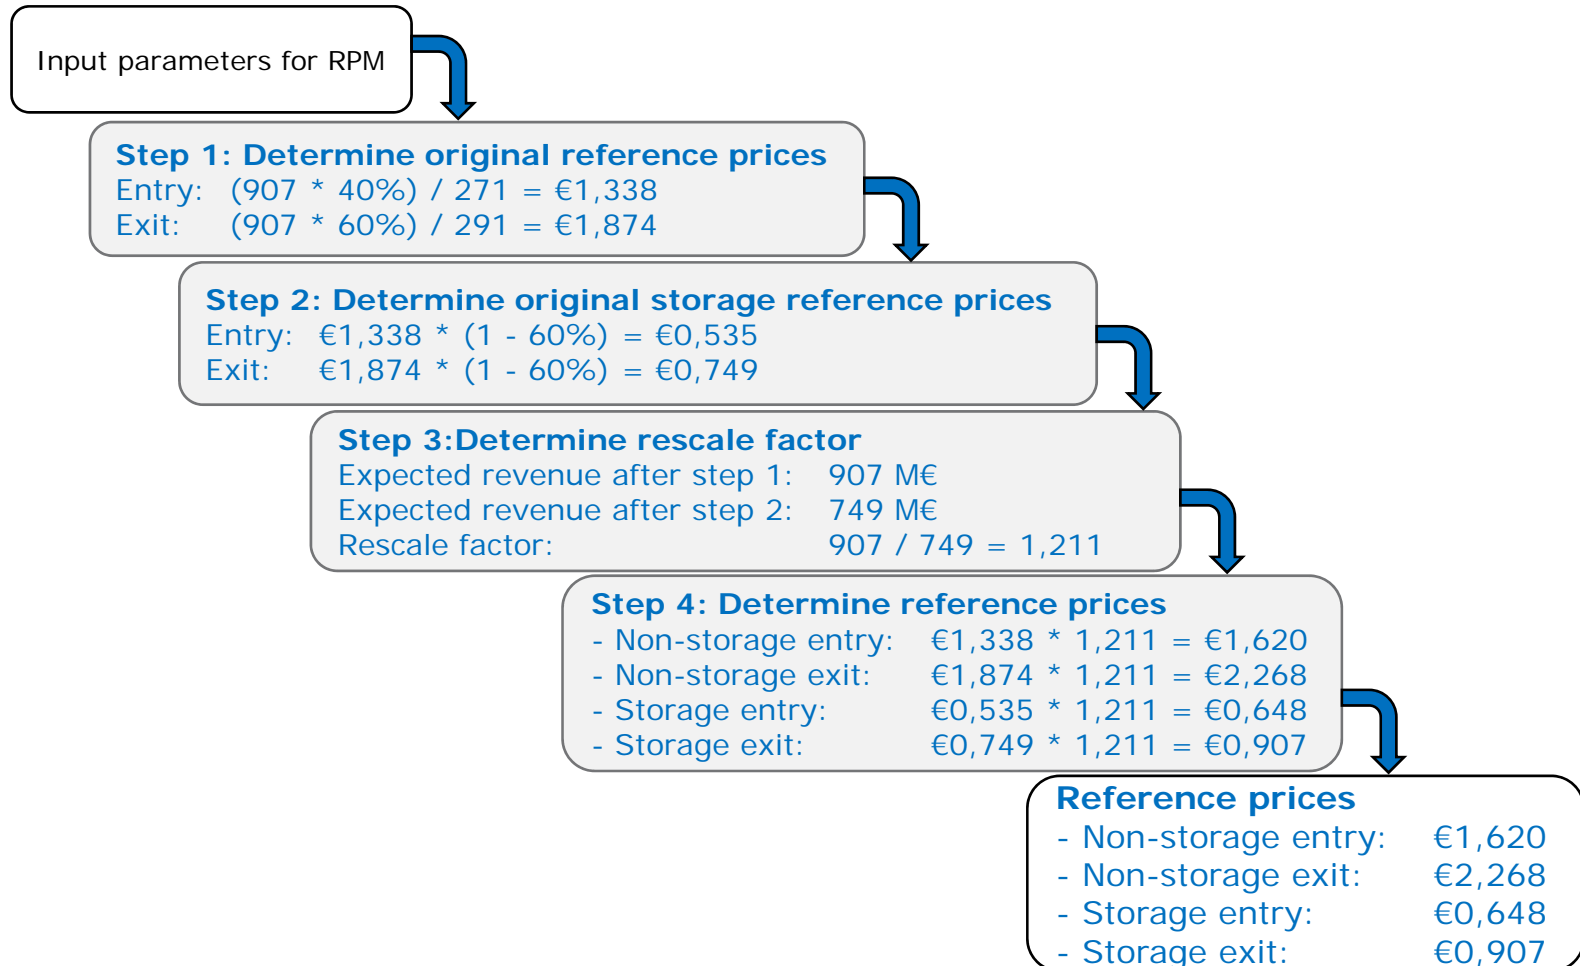 Input parameters for RPM
Step 1: Determine original reference prices
Entry: (907 * 40%) / 271 = €1,338
Exit: (907 * 60%) / 291 = €1,874
Step 2: Determine original storage reference prices
Entry: €1,338 * (1 - 60%) = €0,535
Exit: €1,874 * (1 - 60%) = €0,749
Step 3:Determine rescale factor
Expected revenue after step 1: 907 M€
Expected revenue after step 2: 749 M€
Rescale factor: 907 / 749 = 1,211
Step 4: Determine reference prices
- Non-storage entry: €1,338 * 1,211 = €1,620
- Non-storage exit: €1,874 * 1,211 = €2,268
- Storage entry: €0,535 * 1,211 = €0,648
- Storage exit: €0,749 * 1,211 = €0,907
Reference prices
- Non-storage entry: €1,620
- Non-storage exit: €2,268
- Storage entry: €0,648
- Storage exit: €0,907